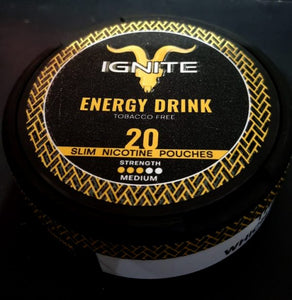 IGNITE
ENERGY DRINK
TOBACCO FREE
20
SLIM NICOTINE POUCHES
STRENGTH
MEDIUM